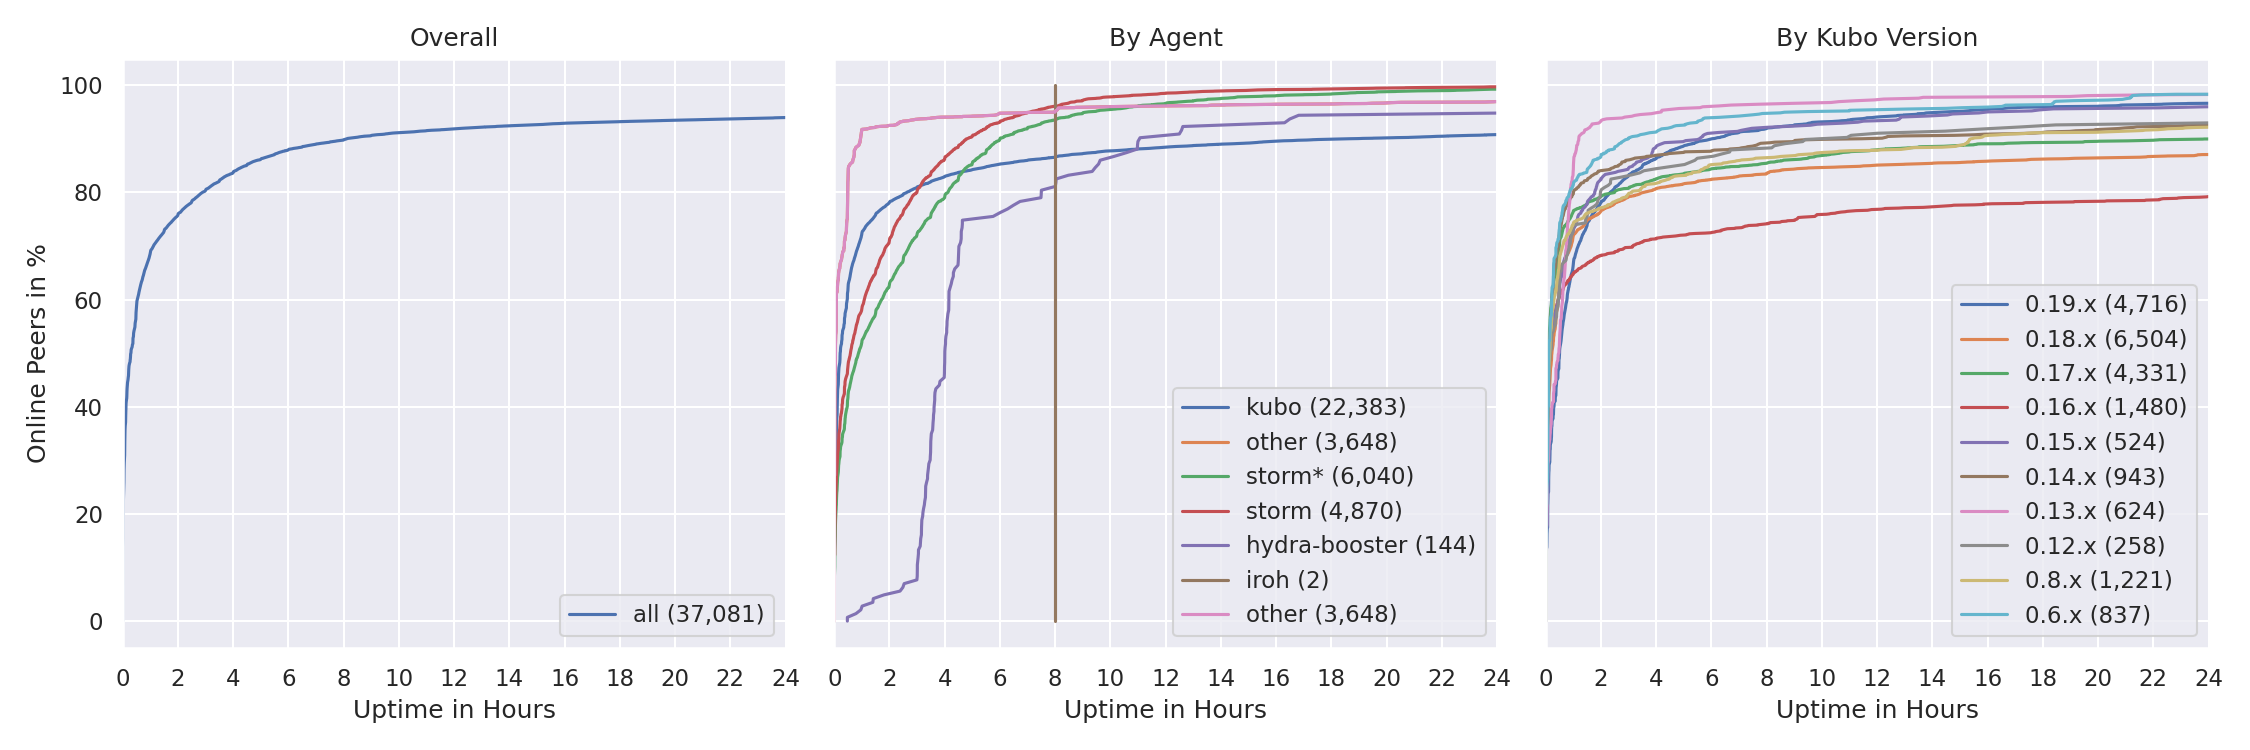 Overall
By Agent
By Kubo Version
Online Peers in %
100
80
60
40
20
0
all (37,081)
kubo (22,383)
other (3,648)
storm* (6,040)
storm (4,870)
hydra-booster (144)
iroh (2)
other (3,648)
0.19.x (4,716)
0.18.x (6,504)
0.17.x (4,331)
0.16.x (1,480)
0.15.x (524)
0.14.x (943)
0.13.x (624)
0.12.x (258)
0.8.x (1,221)
0.6.x (837)
0 2 4 6 8 10 12 14 16 18 20 22 24
0 2 4 6 8 10 12 14 16 18 20 22 24
0 2 4 6 8 10 12 14 16 18 20 22 24
Uptime in Hours
Uptime in Hours
Uptime in Hours